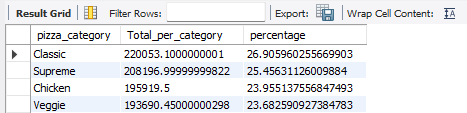 Result Grid Filter Rows: Export: Wrap Cell Content:
pizza_category Total_per_category percentage
Classic 220053.1000000001 26.905960255669903
Supreme 208196.99999999822 25.45631126009884
Chicken 195919.5 23.955137556847493
Veggie 193690.45000000298 23.682590927384783